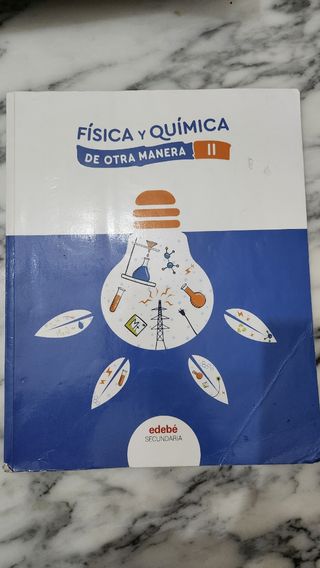 FÍSICA Y QUÍMICA
DE OTRA MANERA II
edebé
SECUNDARIA